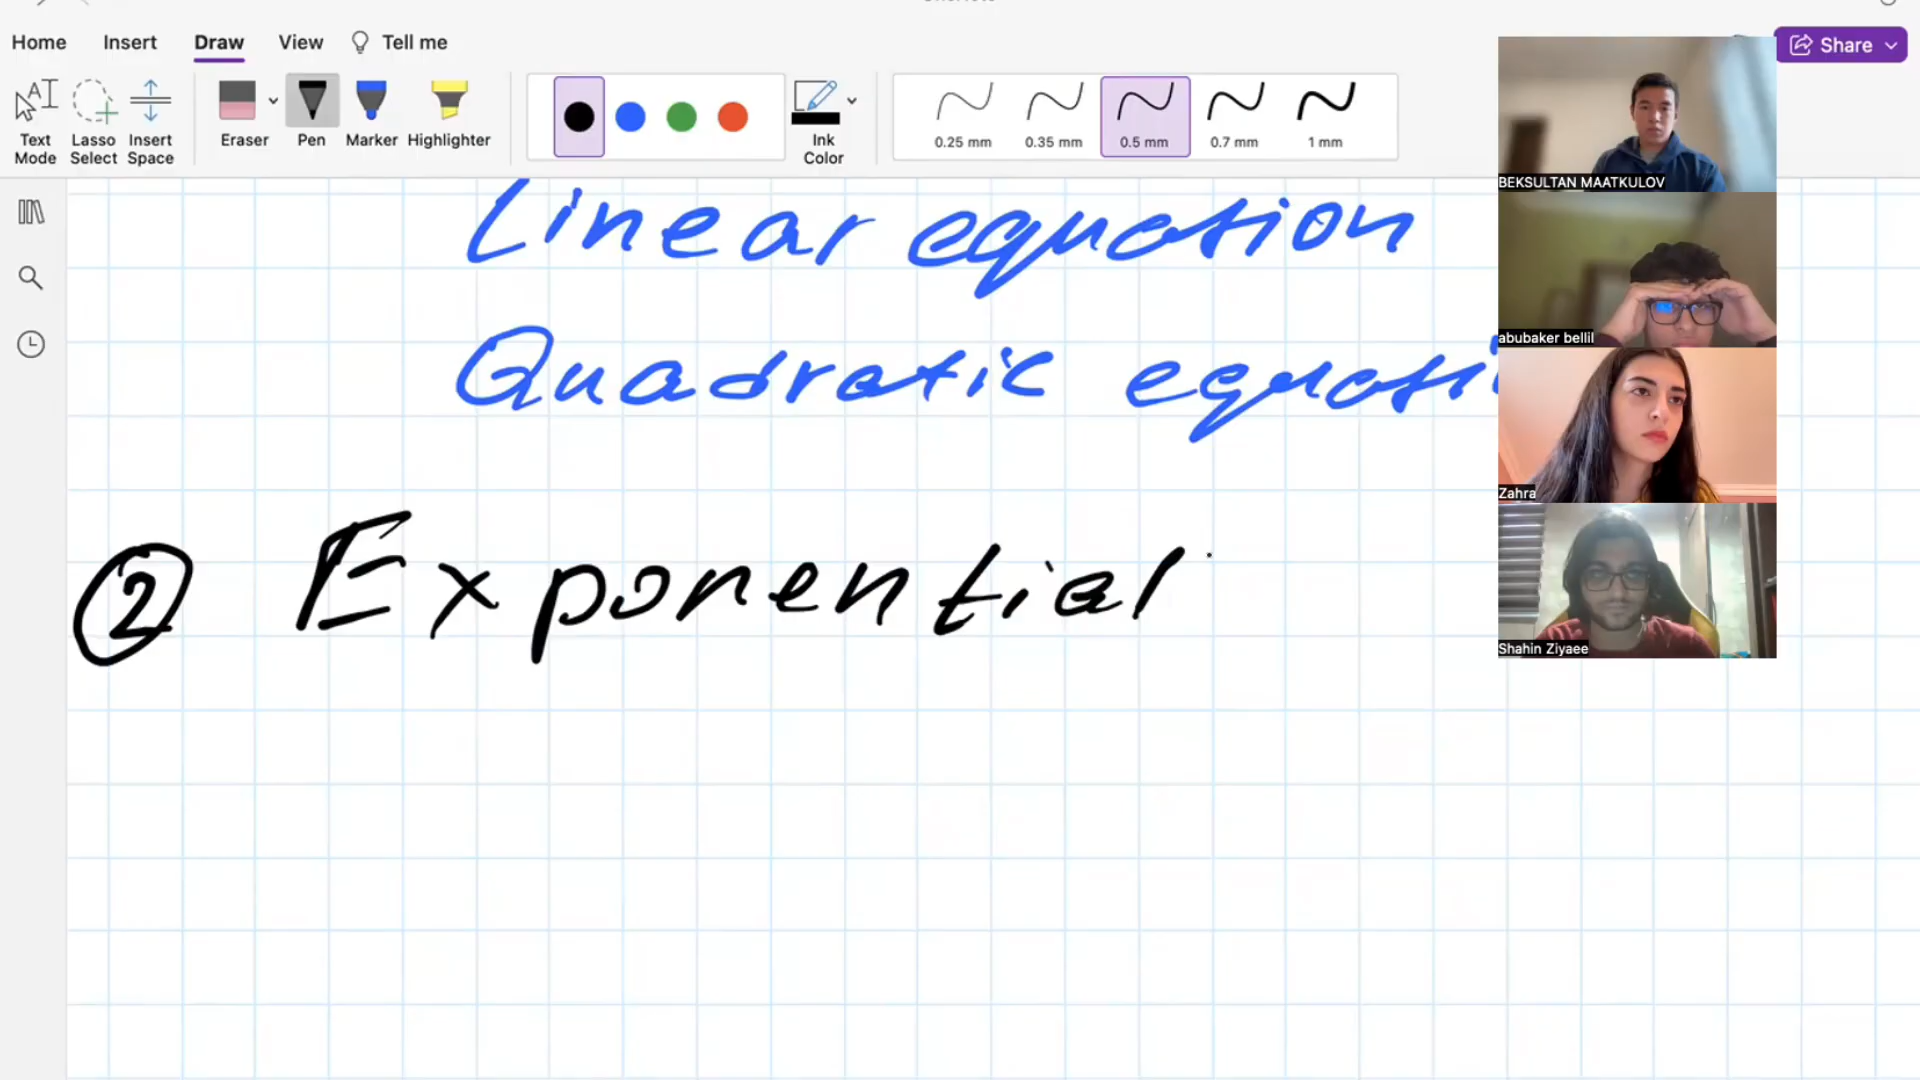 Home Insert Draw View Tell me
Share
Text Mode
Lasso Select
Insert Space
Eraser
Pen
Marker
Highlighter
Ink Color
0.25 mm
0.35 mm
0.5 mm
0.7 mm
1 mm
BEKSULTAN MAATKULOV
abubaker bellil
Zahra
Shahin Ziyaee
Linear equation
Quadratic equati
② Exponential